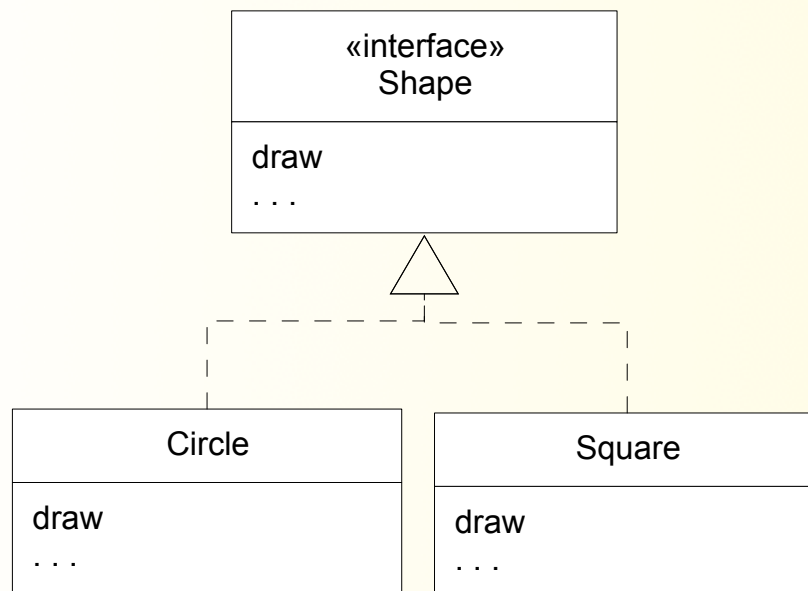 «interface»
Shape
draw
. . .
Circle
draw
. . .
Square
draw
. . .